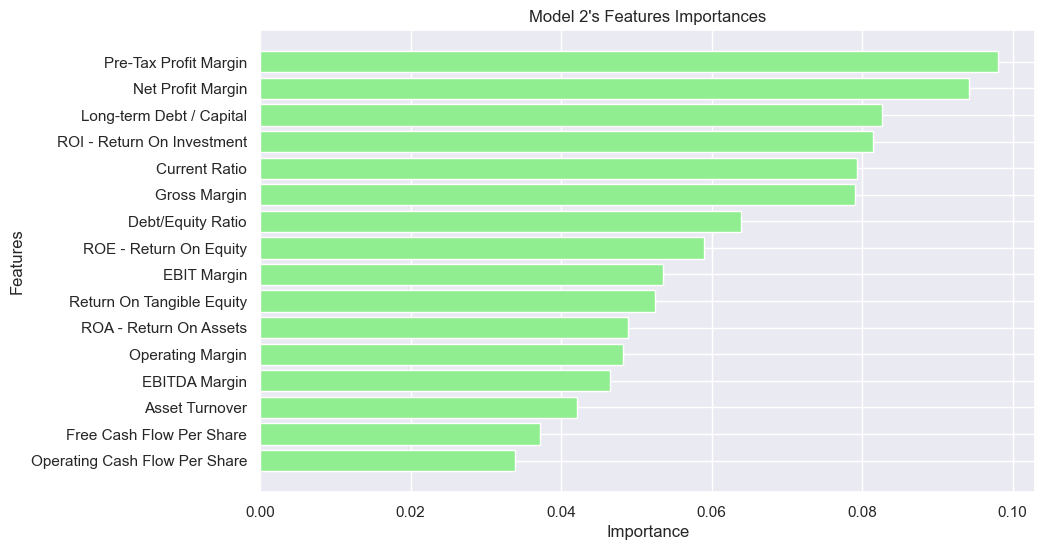 Model 2's Features Importances
Features
Pre-Tax Profit Margin
Net Profit Margin
Long-term Debt / Capital
ROI - Return On Investment
Current Ratio
Gross Margin
Debt/Equity Ratio
ROE - Return On Equity
EBIT Margin
Return On Tangible Equity
ROA - Return On Assets
Operating Margin
EBITDA Margin
Asset Turnover
Free Cash Flow Per Share
Operating Cash Flow Per Share
0.00 0.02 0.04 0.06 0.08 0.10
Importance